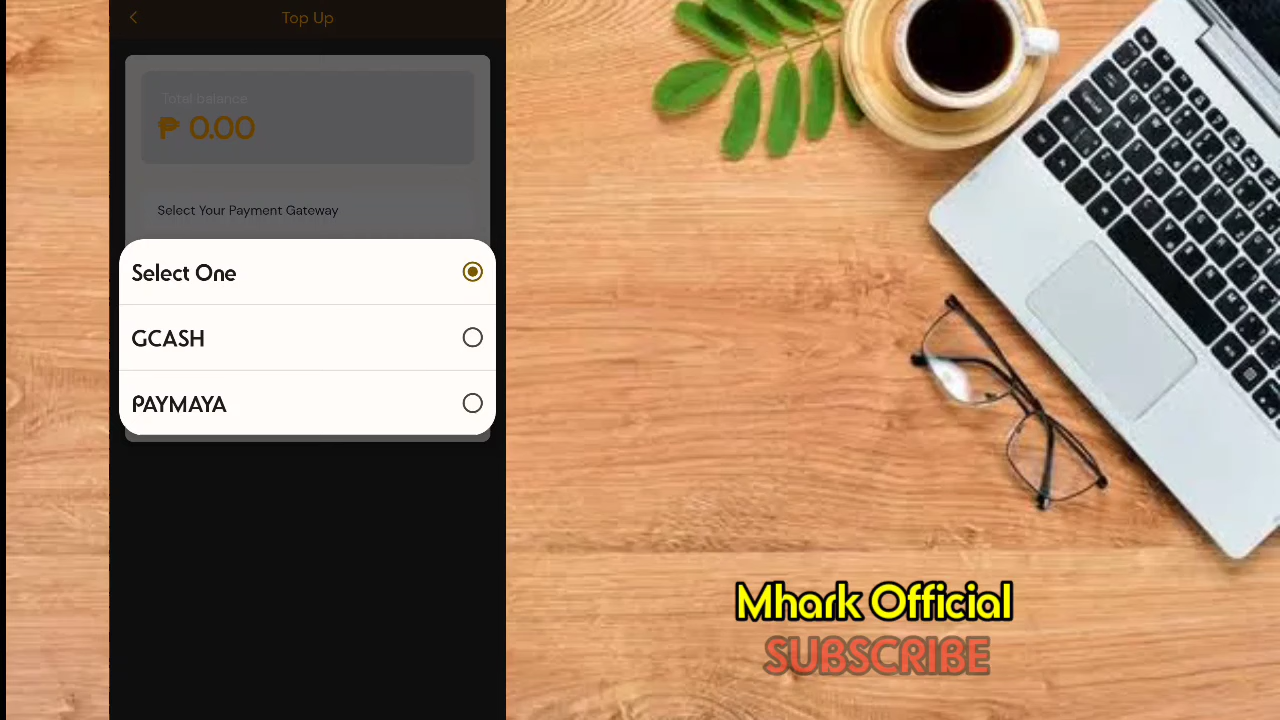 Top Up
Total balance
₱ 0.00
Select Your Payment Gateway
Select One
GCASH
PAYMAYA
Mhark Official
SUBSCRIBE